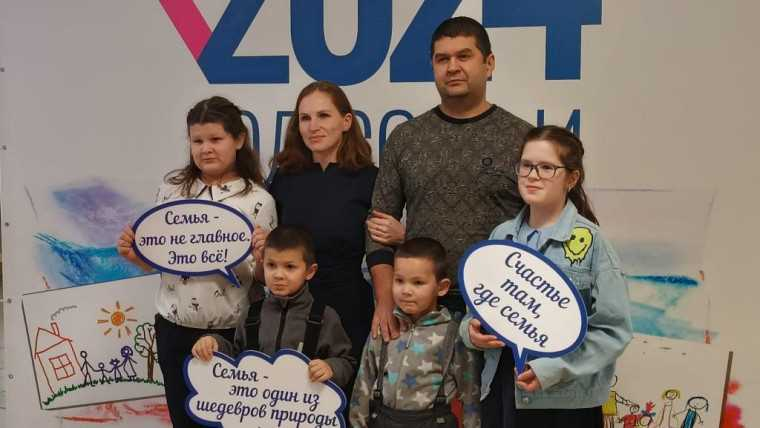 2024
Семья -
это не главное.
Это всё!
Счастье
там,
где семья
Семья -
это один из
шедевров природы